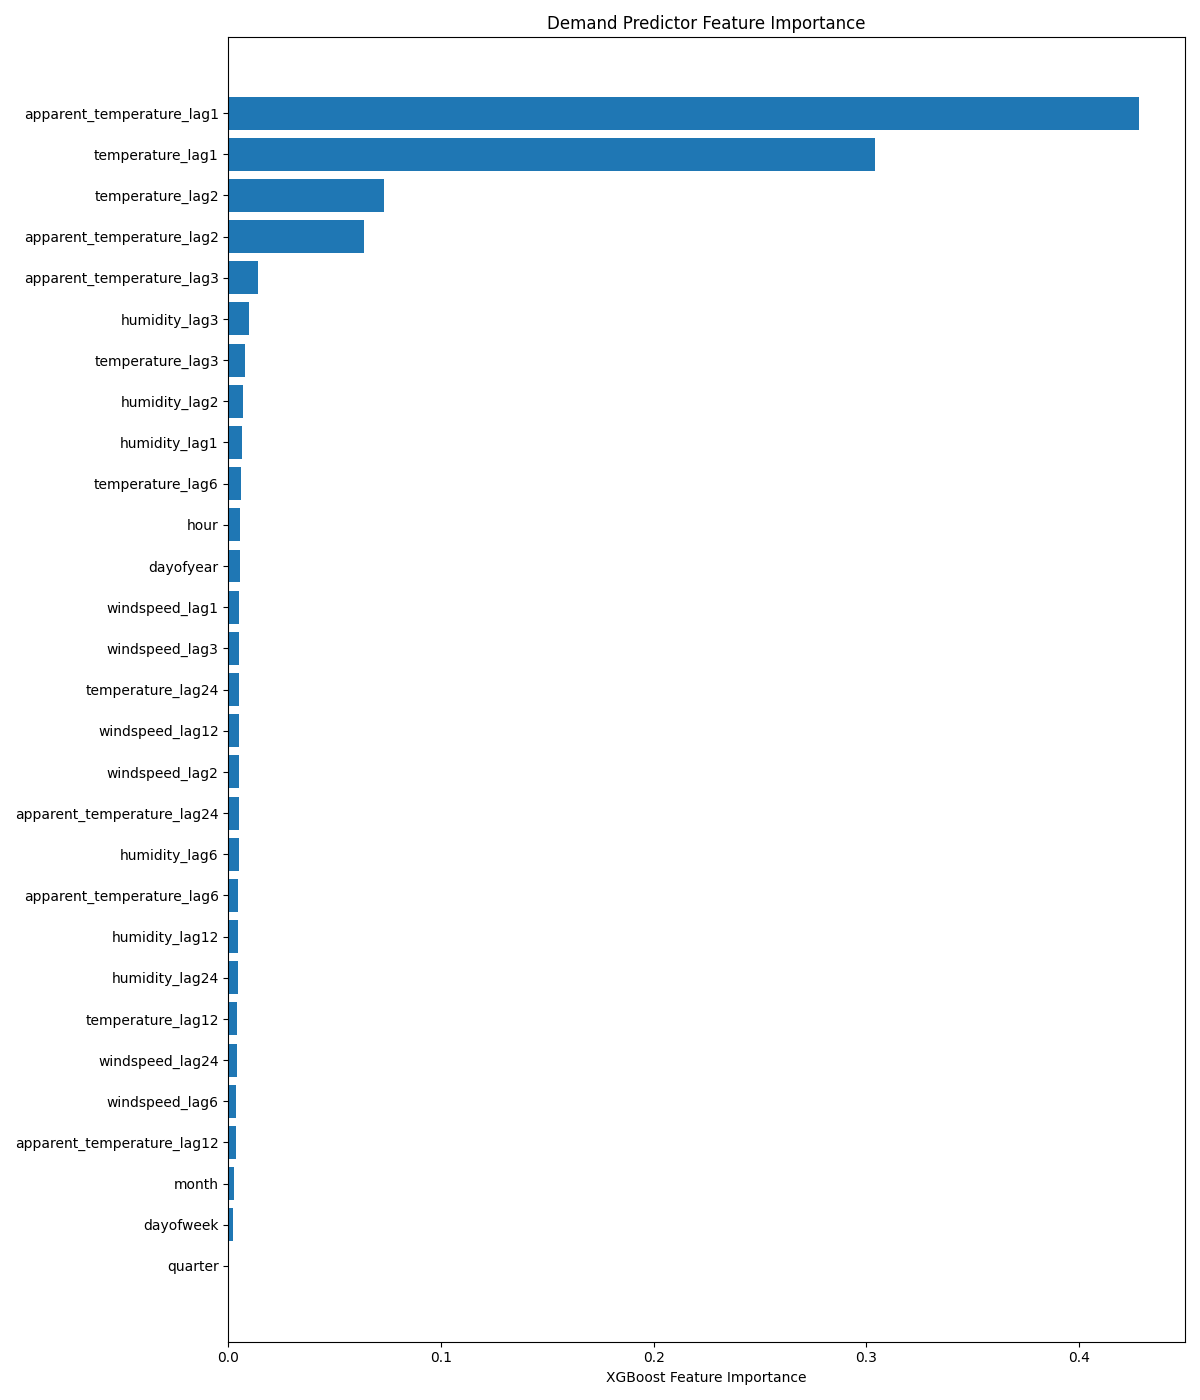 Demand Predictor Feature Importance
apparent_temperature_lag1
temperature_lag1
temperature_lag2
apparent_temperature_lag2
apparent_temperature_lag3
humidity_lag3
temperature_lag3
humidity_lag2
humidity_lag1
temperature_lag6
hour
dayofyear
windspeed_lag1
windspeed_lag3
temperature_lag24
windspeed_lag12
windspeed_lag2
apparent_temperature_lag24
humidity_lag6
apparent_temperature_lag6
humidity_lag12
humidity_lag24
temperature_lag12
windspeed_lag24
windspeed_lag6
apparent_temperature_lag12
month
dayofweek
quarter
0.0 0.1 0.2 0.3 0.4
XGBoost Feature Importance